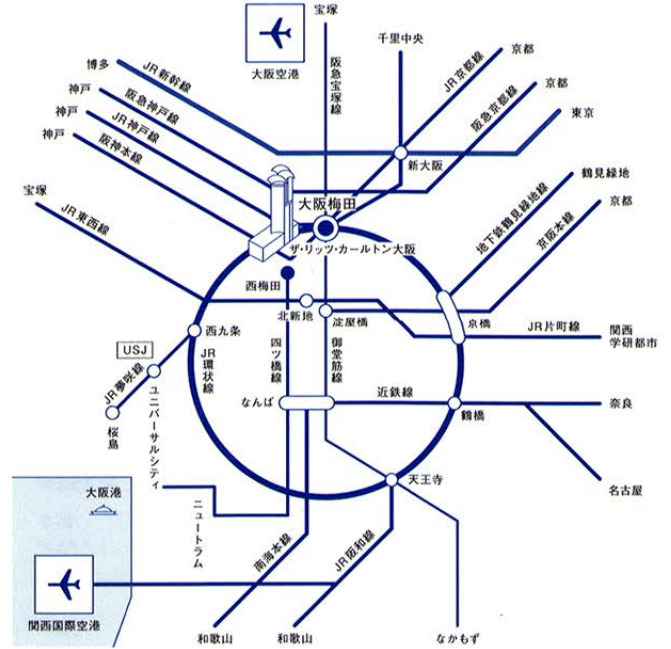 宝塚
大阪空港
千里中央
阪急宝塚線
JR京都線
京都
阪急京都線
京都
東京
博多
JR新幹線
神戸
阪急神戸線
神戸
JR神戸線
神戸
阪神本線
新大阪
宝塚
JR東西線
大阪梅田
ザ・リッツ・カールトン大阪
鶴見緑地
地下鉄鶴見緑地線
京都
京阪本線
西梅田
北新地
淀屋橋
京橋
JR片町線
関西
学研都市
西九条
USJ
JR夢咲線
ユニバーサルシティ
桜島
JR環状線
四ツ橋線
御堂筋線
なんば
近鉄線
鶴橋
奈良
名古屋
天王寺
大阪港
ニュートラム
南海本線
JR阪和線
関西国際空港
和歌山
和歌山
なかもず